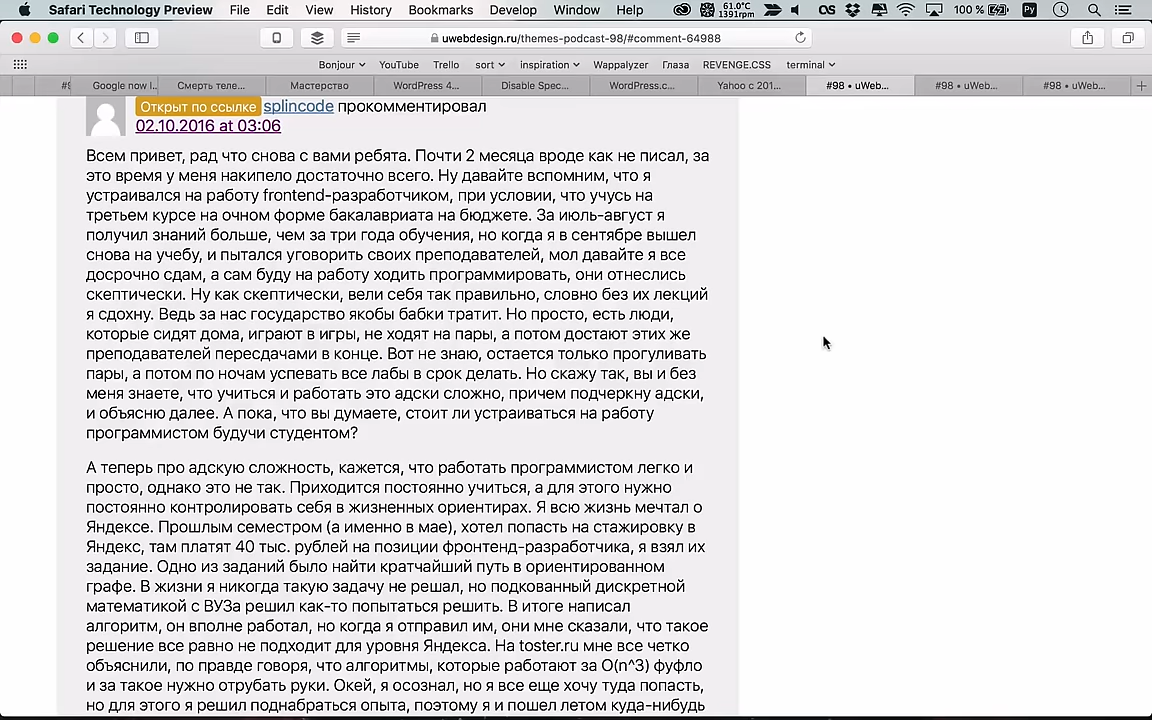 Safari Technology Preview File Edit View History Bookmarks Develop Window Help 61.0°C 1391rpm 100 %
uwebdesign.ru/themes-podcast-98/#comment-64988
Bonjour YouTube Trello sort inspiration Wappalyzer Глаза REVENGE.CSS terminal
Google now l... Смерть теле... Мастерство WordPress 4... Disable Spec... WordPress.c... Yahoo с 201... #98 • uWeb... #98 • uWeb... #98 • uWeb...
Открыт по ссылке splincode прокомментировал
02.10.2016 at 03:06
Всем привет, рад что снова с вами ребята. Почти 2 месяца вроде как не писал, за
это время у меня накипело достаточно всего. Ну давайте вспомним, что я
устраивался на работу frontend-разработчиком, при условии, что учусь на
третьем курсе на очном форме бакалавриата на бюджете. За июль-август я
получил знаний больше, чем за три года обучения, но когда я в сентябре вышел
снова на учебу, и пытался уговорить своих преподавателей, мол давайте я все
досрочно сдам, а сам буду на работу ходить программировать, они отнеслись
скептически. Ну как скептически, вели себя так правильно, словно без их лекций
я сдохну. Ведь за нас государство якобы бабки тратит. Но просто, есть люди,
которые сидят дома, играют в игры, не ходят на пары, а потом достают этих же
преподавателей пересдачами в конце. Вот не знаю, остается только прогуливать
пары, а потом по ночам успевать все лабы в срок делать. Но скажу так, вы и без
меня знаете, что учиться и работать это адски сложно, причем подчеркну адски,
и объясню далее. А пока, что вы думаете, стоит ли устраиваться на работу
программистом будучи студентом?
А теперь про адскую сложность, кажется, что работать программистом легко и
просто, однако это не так. Приходится постоянно учиться, а для этого нужно
постоянно контролировать себя в жизненных ориентирах. Я всю жизнь мечтал о
Яндексе. Прошлым семестром (а именно в мае), хотел попасть на стажировку в
Яндекс, там платят 40 тыс. рублей на позиции фронтенд-разработчика, я взял их
задание. Одно из заданий было найти кратчайший путь в ориентированном
графе. В жизни я никогда такую задачу не решал, но подкованный дискретной
математикой с ВУЗа решил как-то попытаться решить. В итоге написал
алгоритм, он вполне работал, но когда я отправил им, они мне сказали, что такое
решение все равно не подходит для уровня Яндекса. На toster.ru мне все четко
объяснили, по правде говоря, что алгоритмы, которые работают за O(n^3) фуфло
и за такое нужно отрубать руки. Окей, я осознал, но я все еще хочу туда попасть,
но для этого я решил поднабраться опыта, поэтому я и пошел летом куда-нибудь